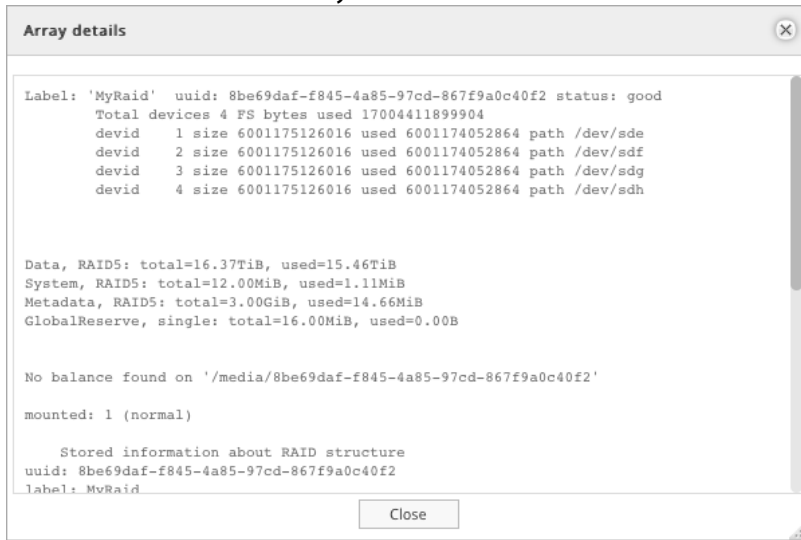 Array details
Label: 'MyRaid'  uuid: 8be69daf-f845-4a85-97cd-867f9a0c40f2 status: good
Total devices 4 FS bytes used 17004411899904
devid    1 size 6001175126016 used 6001174052864 path /dev/sde
devid    2 size 6001175126016 used 6001174052864 path /dev/sdf
devid    3 size 6001175126016 used 6001174052864 path /dev/sdg
devid    4 size 6001175126016 used 6001174052864 path /dev/sdh
Data, RAID5: total=16.37TiB, used=15.46TiB
System, RAID5: total=12.00MiB, used=1.11MiB
Metadata, RAID5: total=3.00GiB, used=14.66MiB
GlobalReserve, single: total=16.00MiB, used=0.00B
No balance found on '/media/8be69daf-f845-4a85-97cd-867f9a0c40f2'
mounted: 1 (normal)
Stored information about RAID structure
uuid: 8be69daf-f845-4a85-97cd-867f9a0c40f2
label: MyRaid
Close